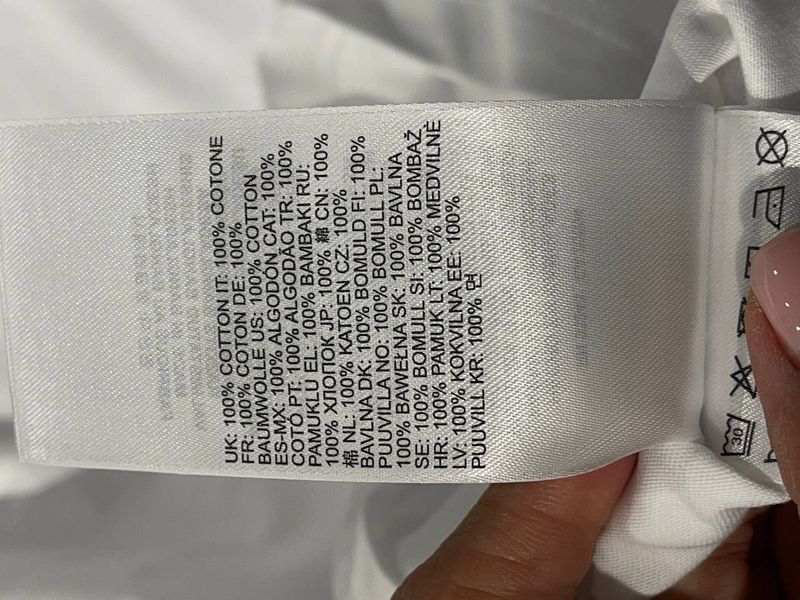 UK: 100% COTTON IT: 100% COTONE
FR: 100% COTON DE: 100%
BAUMWOLLE US: 100% COTTON
ES-MX: 100% ALGODÓN CAT: 100%
COTÓ PT: 100% ALGODÃO TR: 100%
PAMUKLU EL: 100% BAMBAKI RU:
100% ХЛОПОК JP: 100% 綿 CN: 100%
棉 NL: 100% KATOEN CZ: 100%
BAVLNA DK: 100% BOMULD FI: 100%
PUUVILLA NO: 100% BOMULL PL:
100% BAWEŁNA SK: 100% BAVLNA
SE: 100% BOMULL SI: 100% BOMBAŽ
HR: 100% PAMUK LT: 100% MEDVILNĖ
LV: 100% KOKVILNA EE: 100%
PUUVILL KR: 100% 면
30